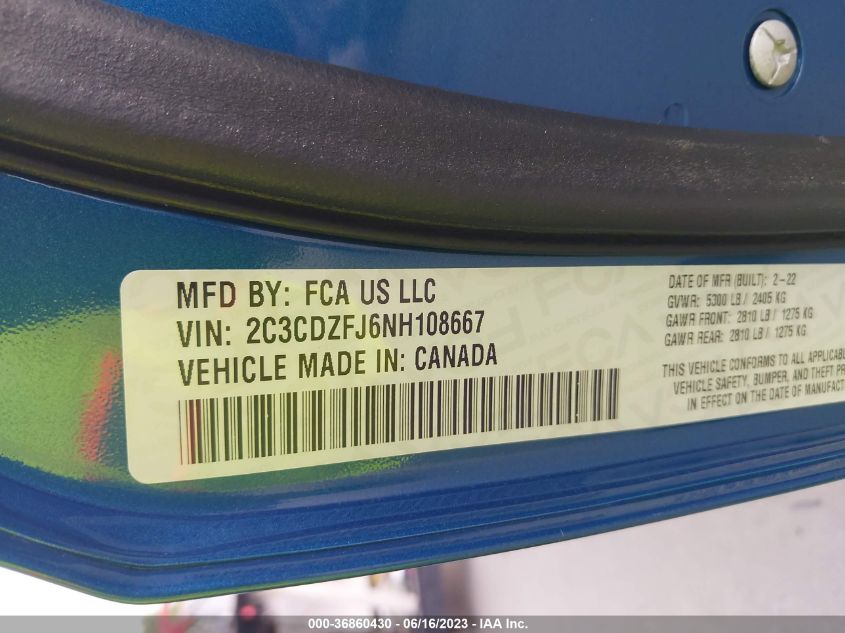 MFD BY: FCA US LLC
VIN: 2C3CDZFJ6NH108667
VEHICLE MADE IN: CANADA
DATE OF MFR (BUILT): 2-22
GVWR: 5300 LB / 2405 KG
GAWR FRONT: 2810 LB / 1275 KG
GAWR REAR: 2810 LB / 1275 KG
THIS VEHICLE CONFORMS TO ALL APPLICAB
VEHICLE SAFETY, BUMPER, AND THEFT PR
IN EFFECT ON THE DATE OF MANUFACT
000-36860430 - 06/16/2023 - IAA Inc.